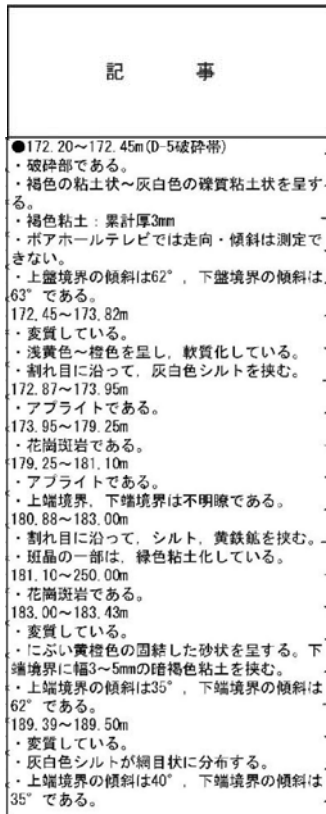 記 事
●172.20～172.45m(D-5破砕帯)
・破砕部である。
・褐色の粘土状～灰白色の礫質粘土状を呈す
る。
・褐色粘土：累計厚3mm
・ボアホールテレビでは走向・傾斜は測定で
きない。
・上盤境界の傾斜は62°，下盤境界の傾斜は
63°である。
172.45～173.82m
・変質している。
・浅黄色～橙色を呈し，軟質化している。
・割れ目に沿って，灰白色シルトを挟む。
172.87～173.95m
・アプライトである。
173.95～179.25m
・花崗斑岩である。
179.25～181.10m
・アプライトである。
・上端境界，下端境界は不明瞭である。
180.88～183.00m
・割れ目に沿って，シルト，黄鉄鉱を挟む。
・斑晶の一部は，緑色粘土化している。
181.10～250.00m
・花崗斑岩である。
183.00～183.43m
・変質している。
・にぶい黄橙色の固結した砂状を呈する。下
端境界に幅3～5mmの暗褐色粘土を挟む。
・上端境界の傾斜は35°，下端境界の傾斜は
62°である。
189.39～189.50m
・変質している。
・灰白色シルトが網目状に分布する。
・上端境界の傾斜は40°，下端境界の傾斜は
35°である。